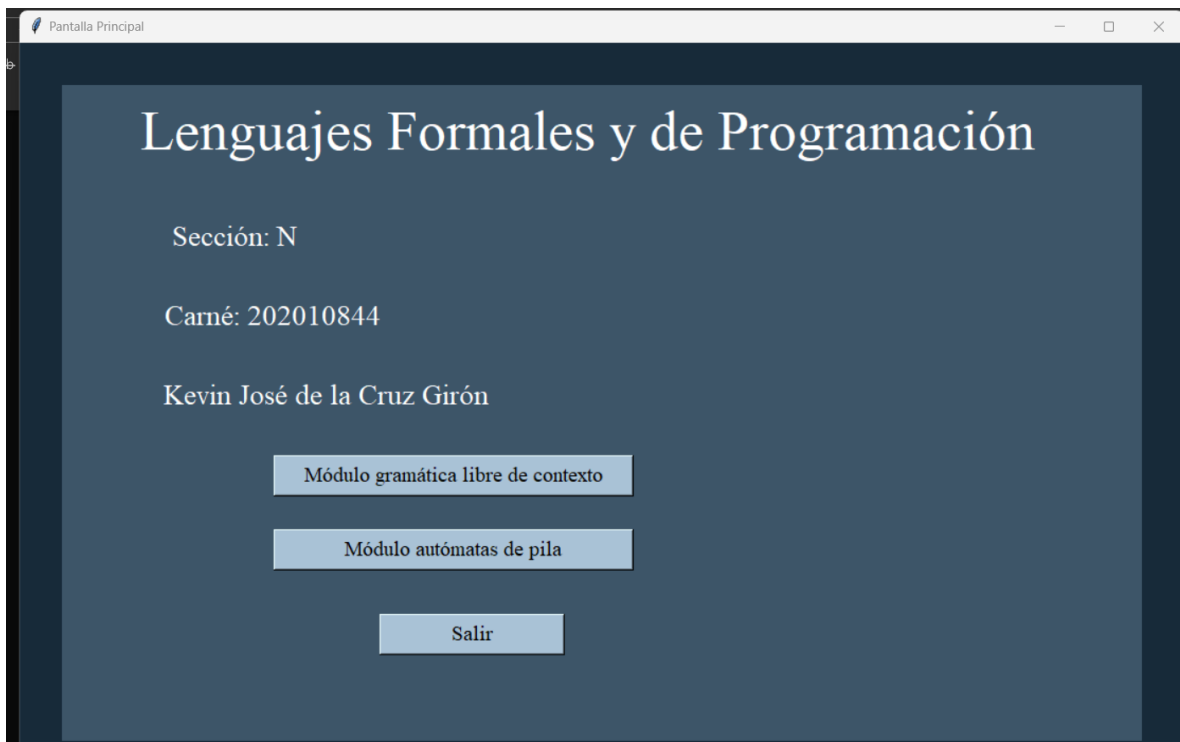 Pantalla Principal
Lenguajes Formales y de Programación
Sección: N
Carné: 202010844
Kevin José de la Cruz Girón
Módulo gramática libre de contexto
Módulo autómatas de pila
Salir